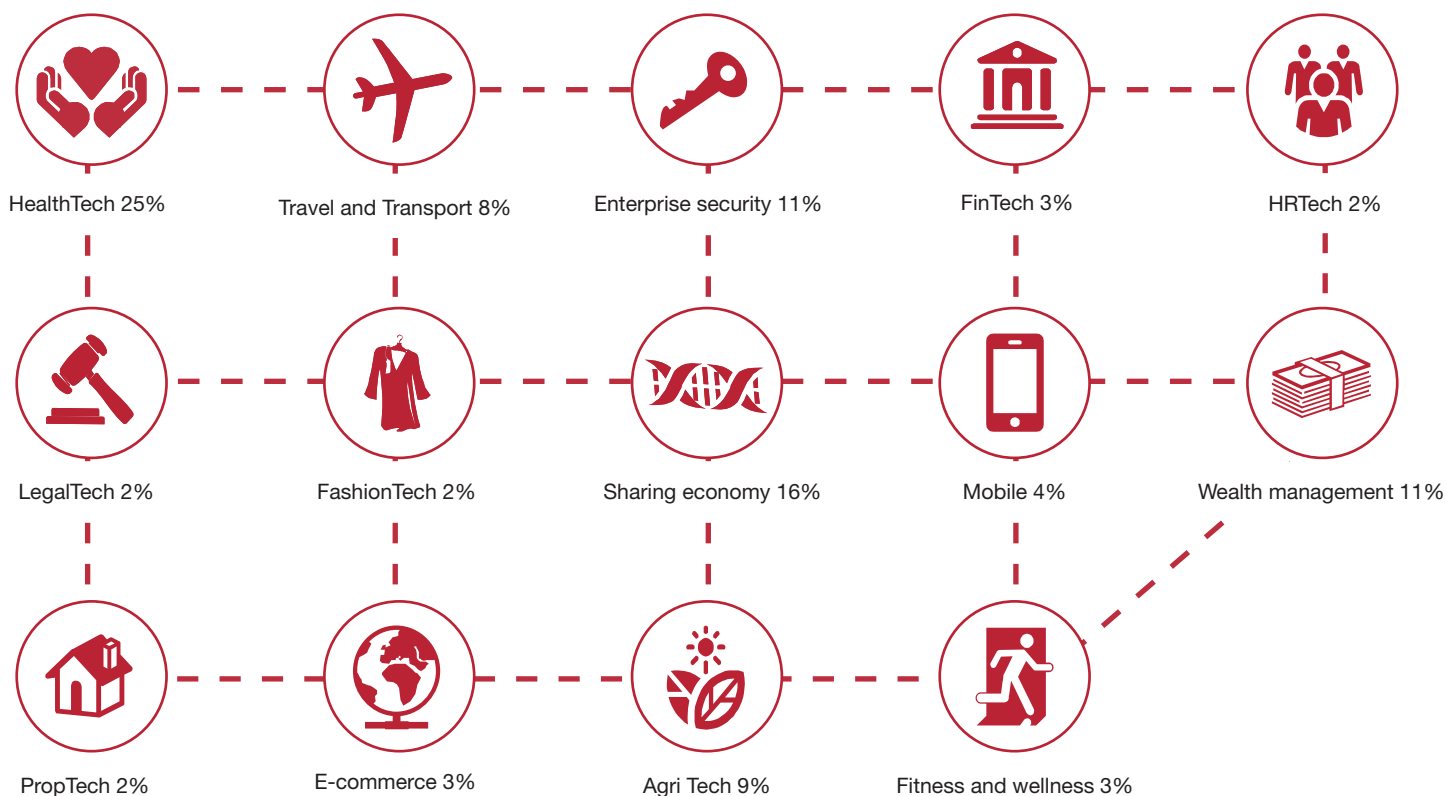 HealthTech 25%
Travel and Transport 8%
Enterprise security 11%
FinTech 3%
HRTech 2%
LegalTech 2%
FashionTech 2%
Sharing economy 16%
Mobile 4%
Wealth management 11%
PropTech 2%
E-commerce 3%
Agri Tech 9%
Fitness and wellness 3%